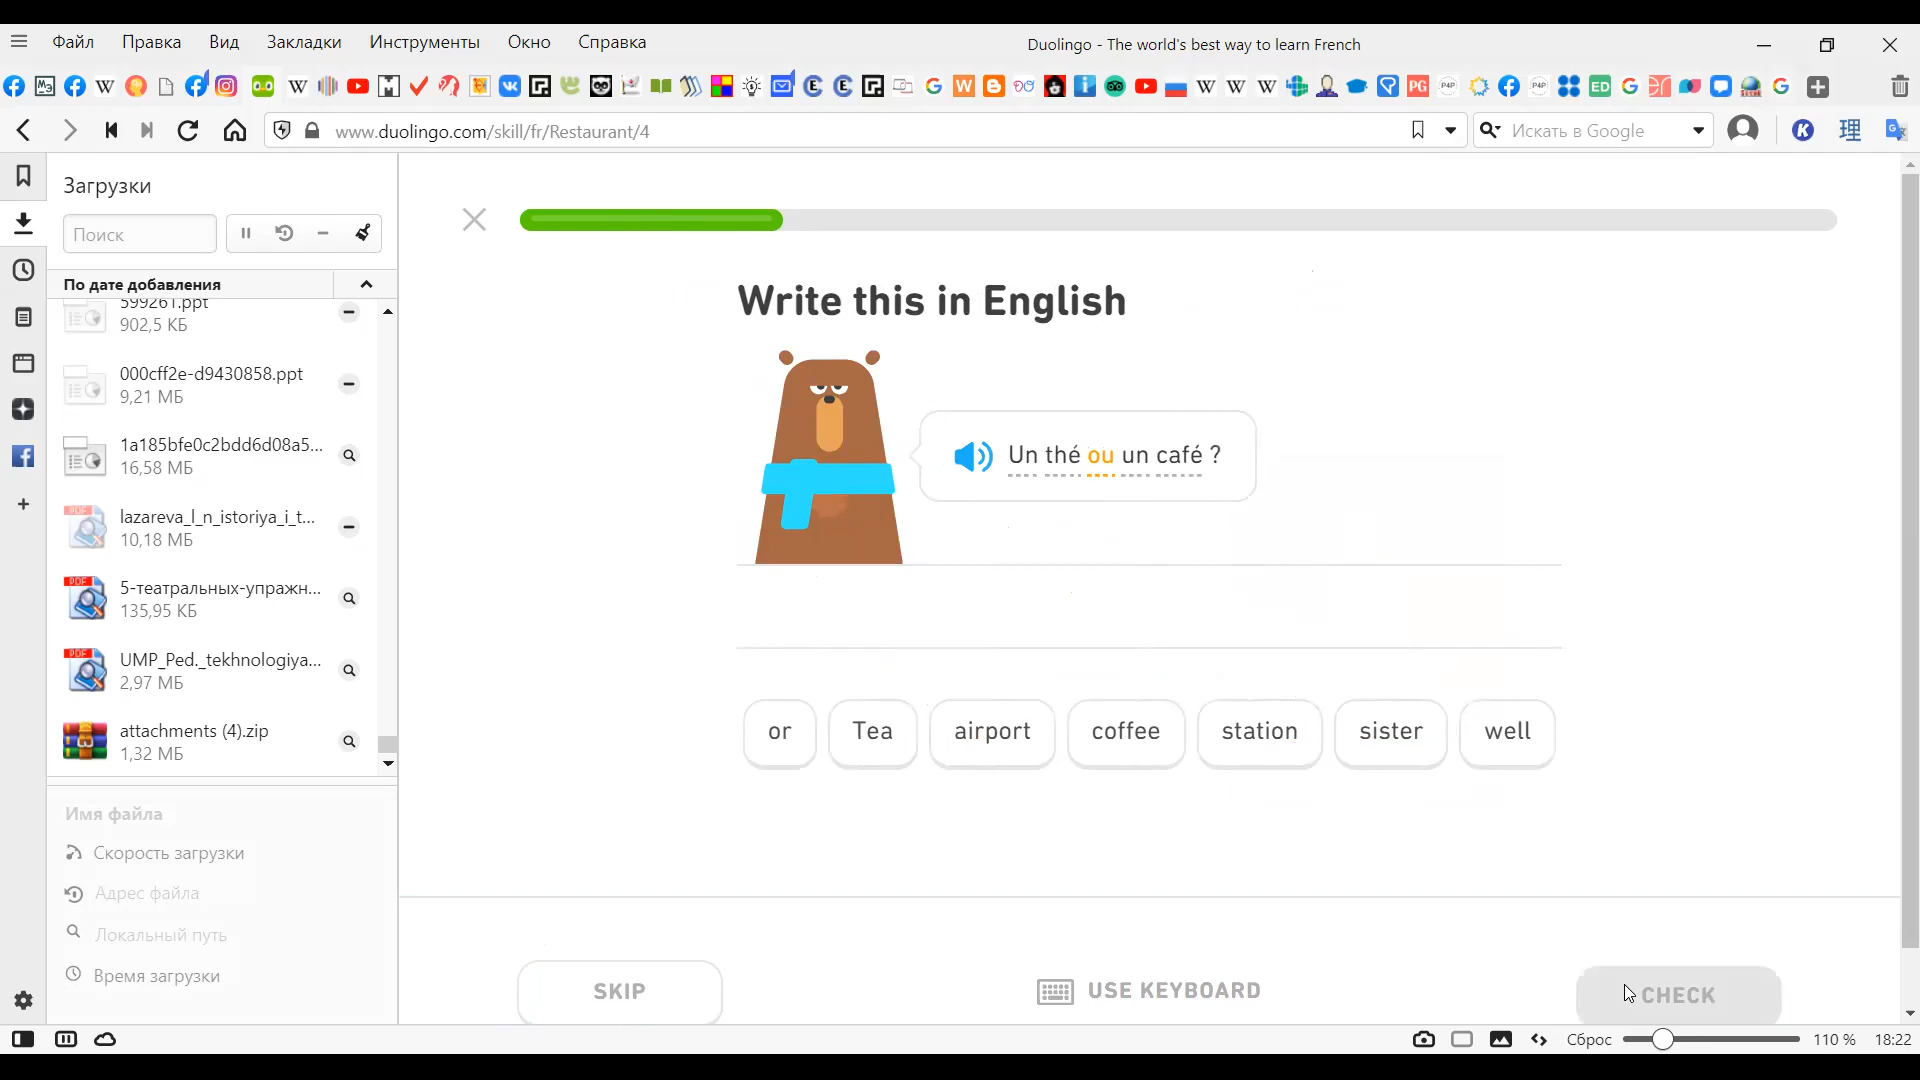 Файл Правка Вид Закладки Инструменты Окно Справка
Duolingo - The world's best way to learn French
www.duolingo.com/skill/fr/Restaurant/4
Искать в Google
Загрузки
Поиск
По дате добавления
599261.ppt
902,5 КБ
000cff2e-d9430858.ppt
9,21 МБ
1a185bfe0c2bdd6d08a5...
16,58 МБ
lazareva_l_n_istoriya_i_t...
10,18 МБ
5-театральных-упражн...
135,95 КБ
UMP_Ped._tekhnologiya...
2,97 МБ
attachments (4).zip
1,32 МБ
Имя файла
Скорость загрузки
Адрес файла
Локальный путь
Время загрузки
Write this in English
Un thé ou un café ?
or Tea airport coffee station sister well
SKIP
USE KEYBOARD
CHECK
Сброс 110 % 18:22